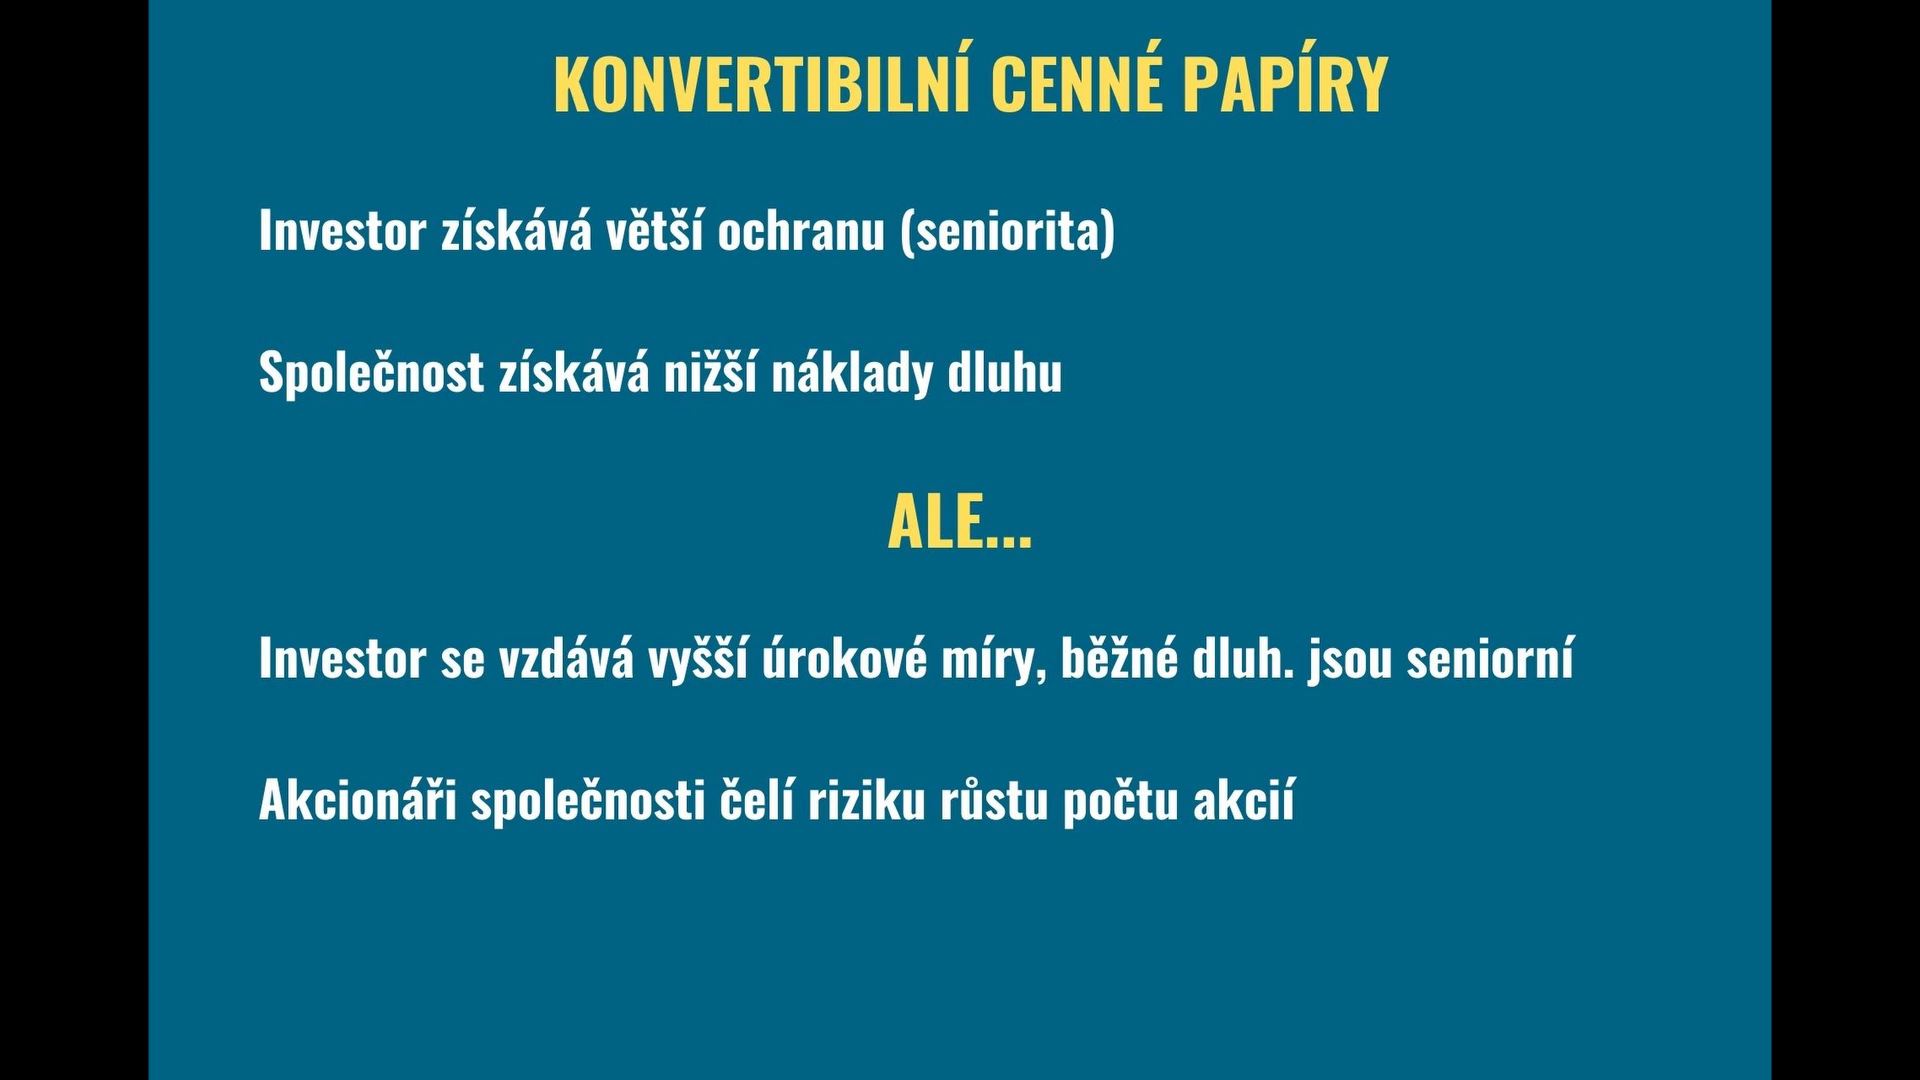 KONVERTIBILNÍ CENNÉ PAPÍRY
Investor získává větší ochranu (seniorita)
Společnost získává nižší náklady dluhu
ALE...
Investor se vzdává vyšší úrokové míry, běžné dluh. jsou seniorní
Akcionáři společnosti čelí riziku růstu počtu akcií